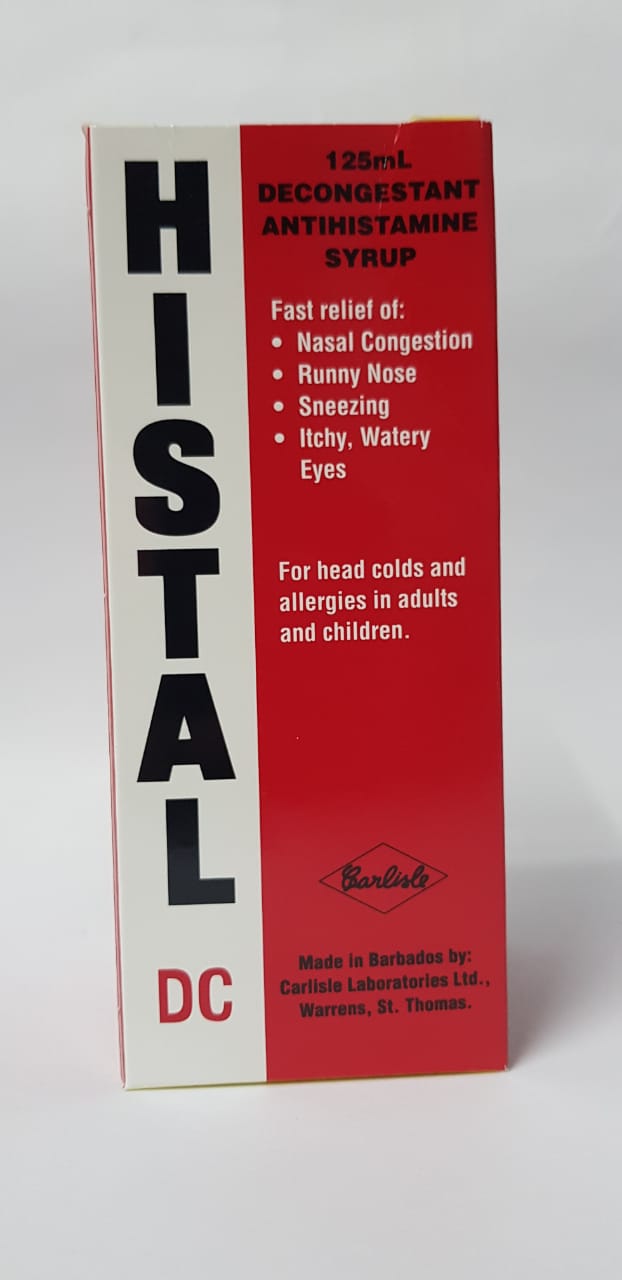 HISTAL
DC
125mL
DECONGESTANT
ANTIHISTAMINE
SYRUP
Fast relief of:
• Nasal Congestion
• Runny Nose
• Sneezing
• Itchy, Watery
Eyes
For head colds and
allergies in adults
and children.
Carlisle
Made in Barbados by:
Carlisle Laboratories Ltd.,
Warrens, St. Thomas.